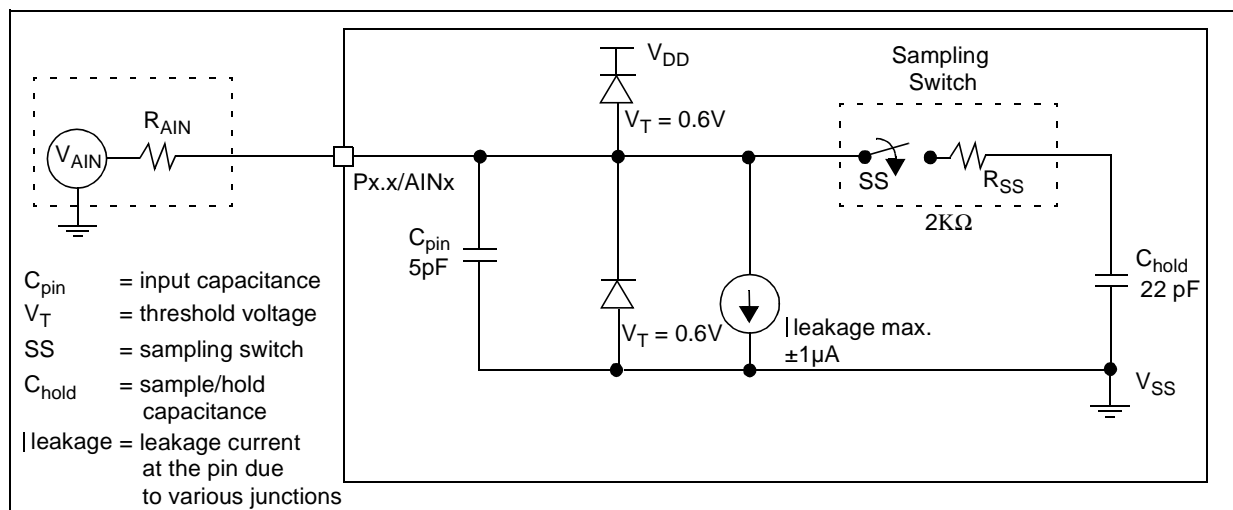 V_DD
Sampling
Switch
R_AIN
V_T = 0.6V
V_AIN
Px.x/AINx
SS
R_SS
2KΩ
C_pin
5pF
C_hold
22 pF
V_T = 0.6V
I leakage max.
±1µA
V_SS
C_pin = input capacitance
V_T = threshold voltage
SS = sampling switch
C_hold = sample/hold
capacitance
I leakage = leakage current
at the pin due
to various junctions